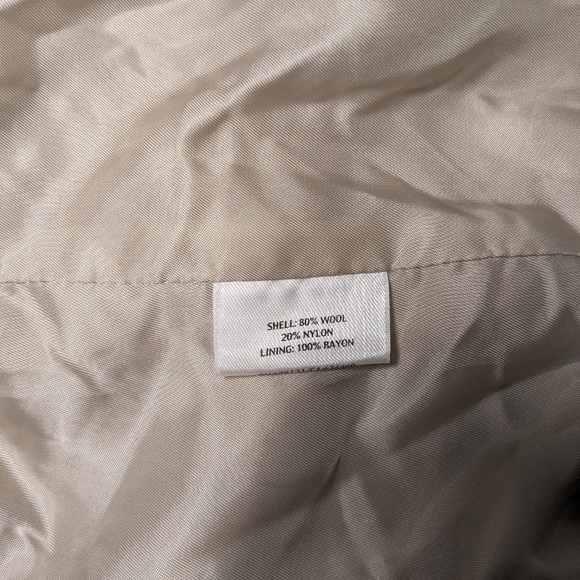 SHELL: 80% WOOL
20% NYLON
LINING: 100% RAYON